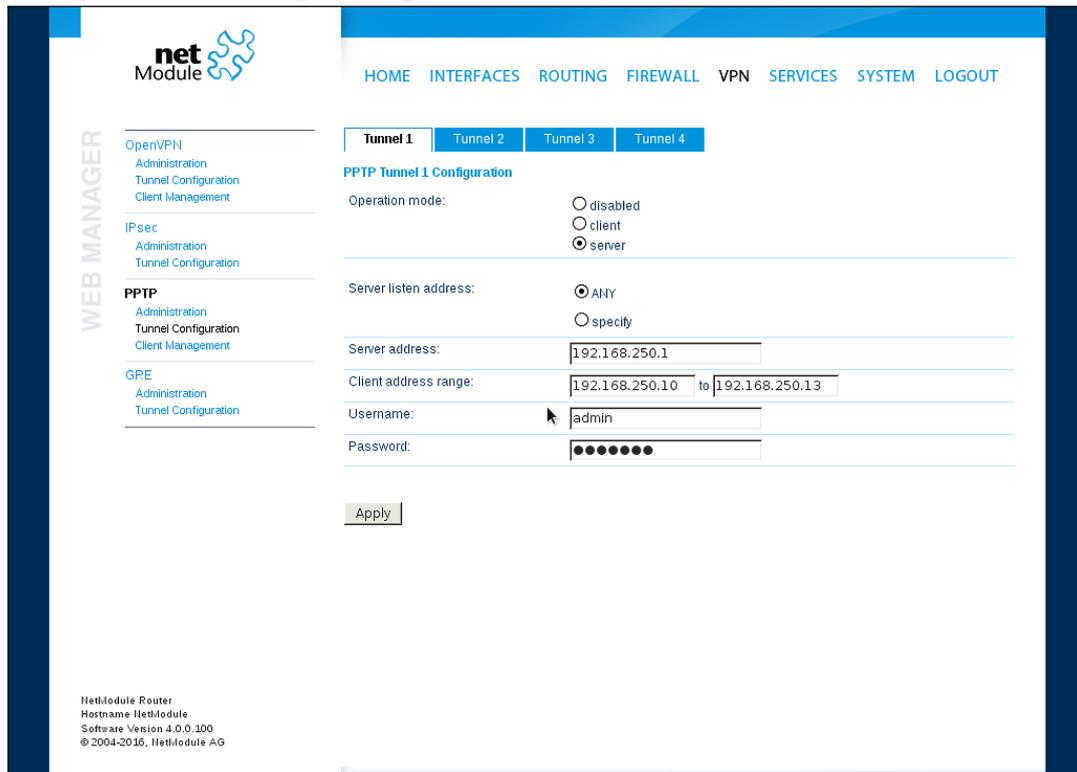 net
Module
HOME INTERFACES ROUTING FIREWALL VPN SERVICES SYSTEM LOGOUT
WEB MANAGER
OpenVPN
Administration
Tunnel Configuration
Client Management
IPsec
Administration
Tunnel Configuration
PPTP
Administration
Tunnel Configuration
Client Management
GRE
Administration
Tunnel Configuration
Tunnel 1 Tunnel 2 Tunnel 3 Tunnel 4
PPTP Tunnel 1 Configuration
Operation mode:
disabled
client
server
Server listen address:
ANY
specify
Server address: 192.168.250.1
Client address range: 192.168.250.10 to 192.168.250.13
Username: admin
Password: ●●●●●●●
Apply
NetModule Router
Hostname NetModule
Software Version 4.0.0.100
© 2004-2016, NetModule AG